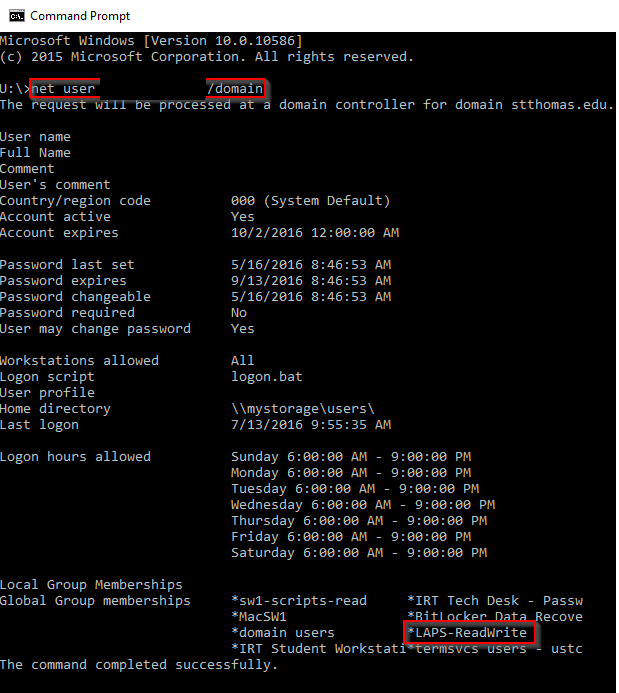 Command Prompt
Microsoft Windows [Version 10.0.10586]
(c) 2015 Microsoft Corporation. All rights reserved.
U:\>net user /domain
The request will be processed at a domain controller for domain stthomas.edu.
User name
Full Name
Comment
User's comment
Country/region code 000 (System Default)
Account active Yes
Account expires 10/2/2016 12:00:00 AM
Password last set 5/16/2016 8:46:53 AM
Password expires 9/13/2016 8:46:53 AM
Password changeable 5/16/2016 8:46:53 AM
Password required No
User may change password Yes
Workstations allowed All
Logon script logon.bat
User profile
Home directory \\mystorage\users\
Last logon 7/13/2016 9:55:35 AM
Logon hours allowed Sunday 6:00:00 AM - 9:00:00 PM
Monday 6:00:00 AM - 9:00:00 PM
Tuesday 6:00:00 AM - 9:00:00 PM
Wednesday 6:00:00 AM - 9:00:00 PM
Thursday 6:00:00 AM - 9:00:00 PM
Friday 6:00:00 AM - 9:00:00 PM
Saturday 6:00:00 AM - 9:00:00 PM
Local Group Memberships
Global Group memberships *sw1-scripts-read *IRT Tech Desk - Passw
*MacSW1 *BitLocker Data Recove
*domain users *LAPS-ReadWrite
*IRT Student Workstati*termsvcs users - ustc
The command completed successfully.